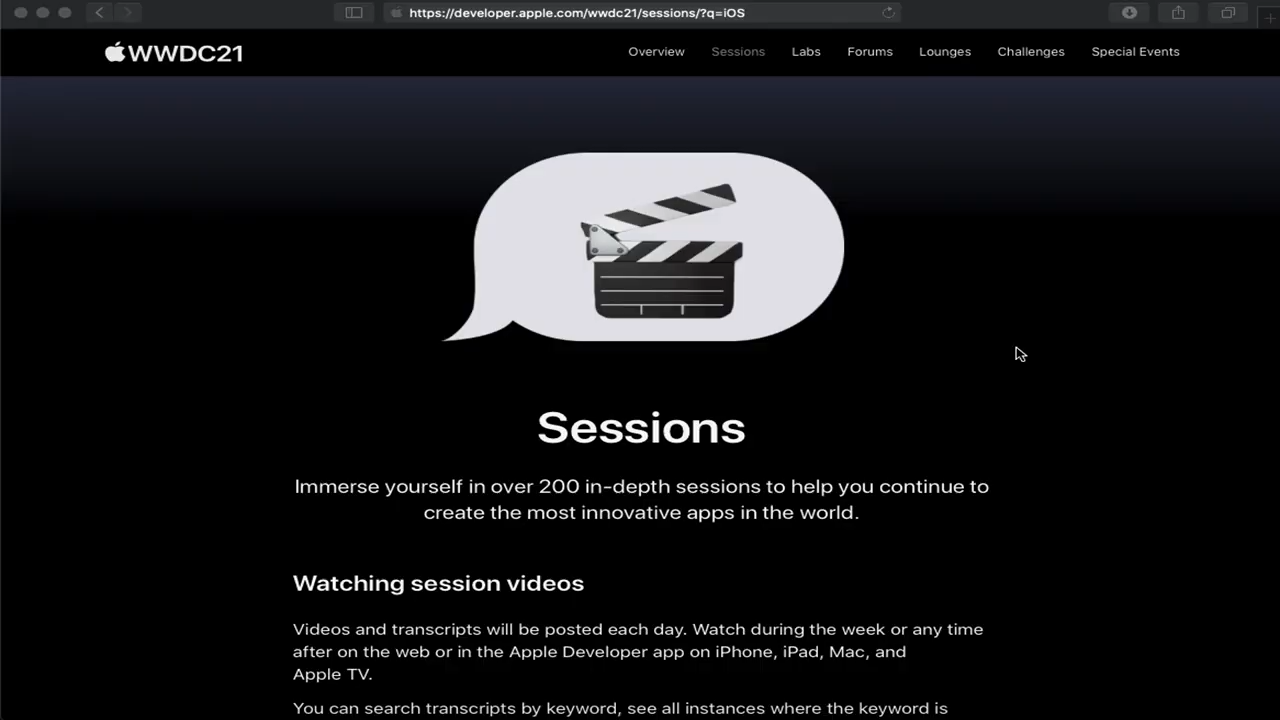 https://developer.apple.com/wwdc21/sessions/?q=iOS
WWDC21
Overview
Sessions
Labs
Forums
Lounges
Challenges
Special Events
Sessions
Immerse yourself in over 200 in-depth sessions to help you continue to
create the most innovative apps in the world.
Watching session videos
Videos and transcripts will be posted each day. Watch during the week or any time
after on the web or in the Apple Developer app on iPhone, iPad, Mac, and
Apple TV.
You can search transcripts by keyword, see all instances where the keyword is